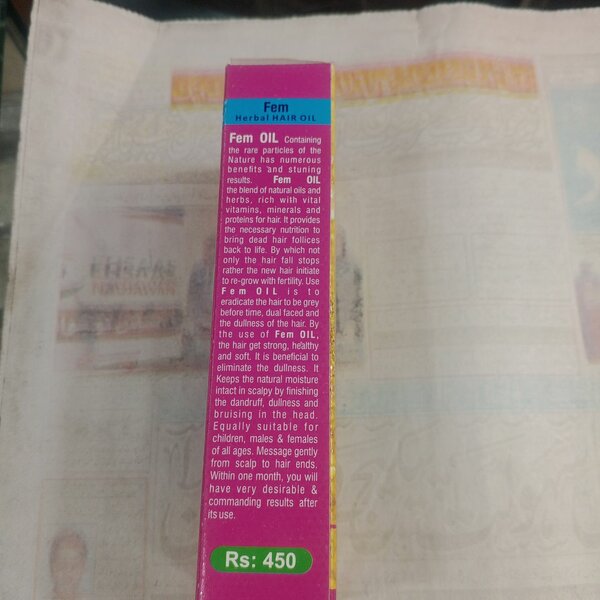 Fem
Herbal HAIR OIL
Fem OIL Containing
the rare particles of the
Nature has numerous
benefits and stuning
results. Fem OIL
the blend of natural oils and
herbs, rich with vital
vitamins, minerals and
proteins for hair. It provides
the necessary nutrition to
bring dead hair follices
back to life. By which not
only the hair fall stops
rather the new hair initiate
to re-grow with fertility. Use
Fem OIL is to
eradicate the hair to be grey
before time, dual faced and
the dullness of the hair. By
the use of Fem OIL,
the hair get strong, healthy
and soft. It is beneficial to
eliminate the dullness. It
Keeps the natural moisture
intact in scalpy by finishing
the dandruff, dullness and
bruising in the head.
Equally suitable for
children, males & females
of all ages. Message gently
from scalp to hair ends.
Within one month, you will
have very desirable &
commanding results after
its use.
Rs: 450